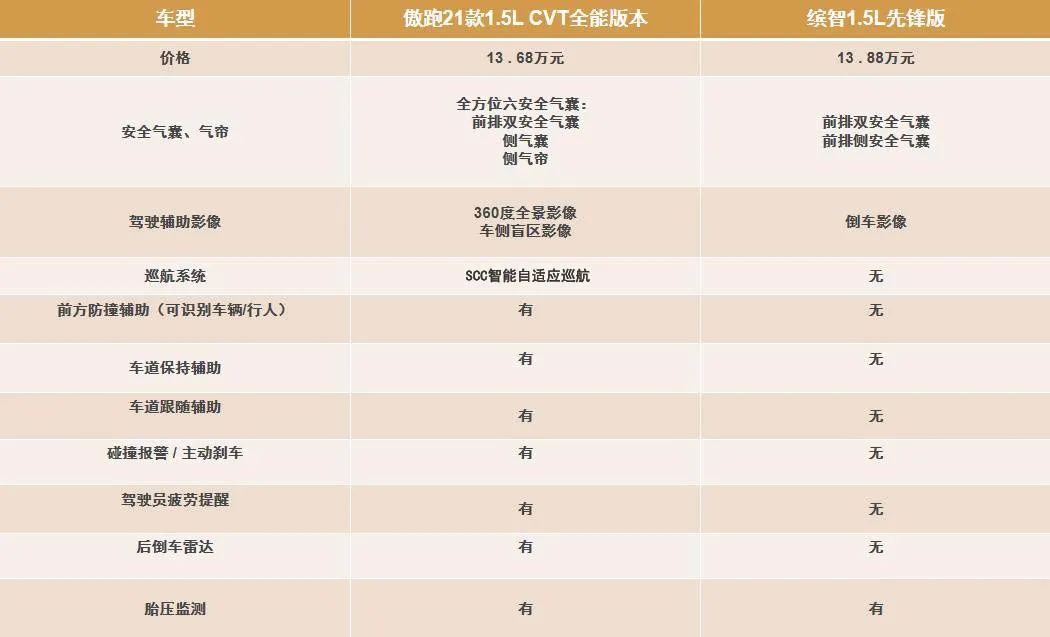 车型 傲跑21款1.5L CVT全能版本 缤智1.5L先锋版
价格 13.68万元 13.88万元
安全气囊、气帘 全方位六安全气囊： 前排双安全气囊 侧气囊 侧气帘 前排双安全气囊 前排侧安全气囊
驾驶辅助影像 360度全景影像 车侧盲区影像 倒车影像
巡航系统 SCC智能自适应巡航 无
前方防撞辅助（可识别车辆/行人） 有 无
车道保持辅助 有 无
车道跟随辅助 有 无
碰撞报警 / 主动刹车 有 无
驾驶员疲劳提醒 有 无
后倒车雷达 有 无
胎压监测 有 有